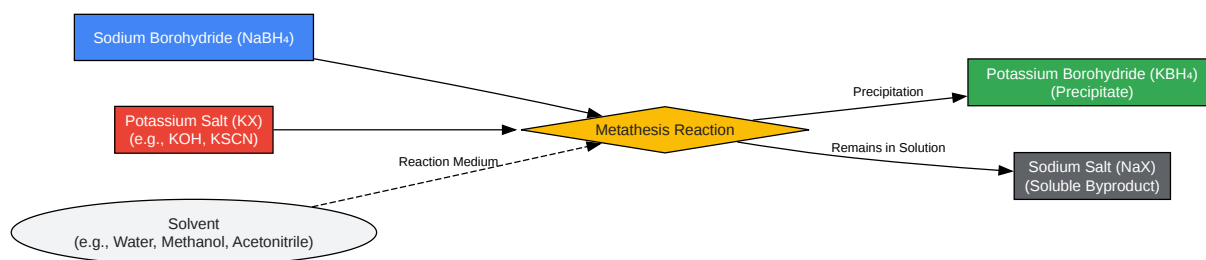 Sodium Borohydride (NaBH₄)
Potassium Salt (KX)
(e.g., KOH, KSCN)
Solvent
(e.g., Water, Methanol, Acetonitrile)
Reaction Medium
Metathesis Reaction
Precipitation
Remains in Solution
Potassium Borohydride (KBH₄)
(Precipitate)
Sodium Salt (NaX)
(Soluble Byproduct)